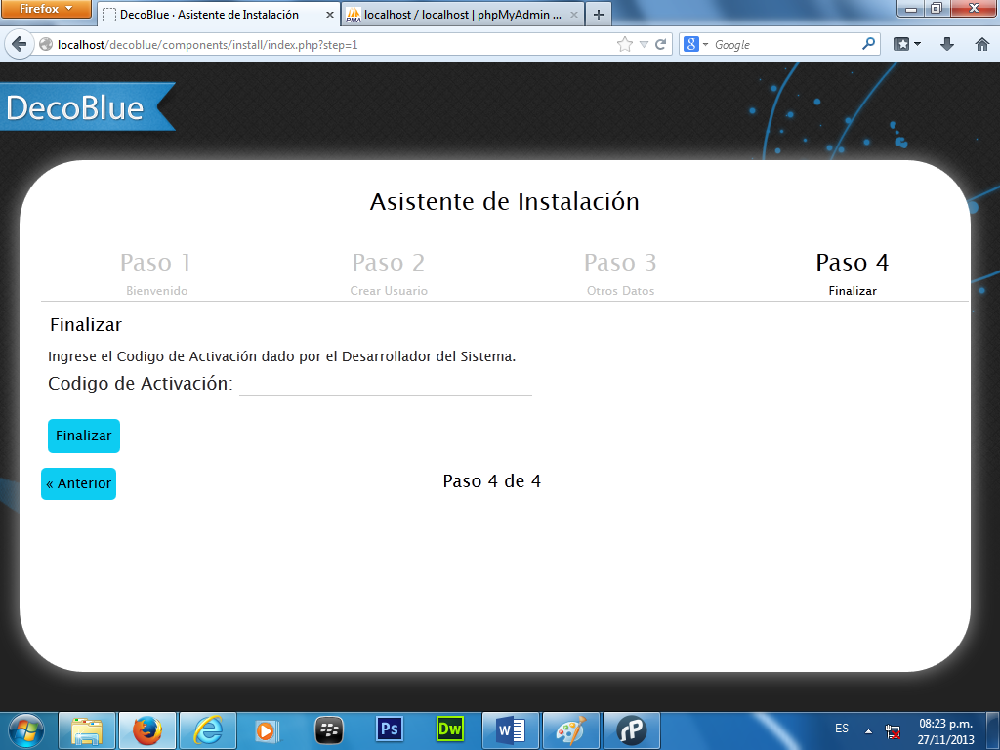 Firefox
DecoBlue · Asistente de Instalación
localhost / localhost | phpMyAdmin ...
localhost/decoblue/components/install/index.php?step=1
Google
DecoBlue
Asistente de Instalación
Paso 1
Paso 2
Paso 3
Paso 4
Bienvenido
Crear Usuario
Otros Datos
Finalizar
Finalizar
Ingrese el Codigo de Activación dado por el Desarrollador del Sistema.
Codigo de Activación:
Finalizar
« Anterior
Paso 4 de 4
Ps
Dw
W
rP
ES
08:23 p.m.
27/11/2013